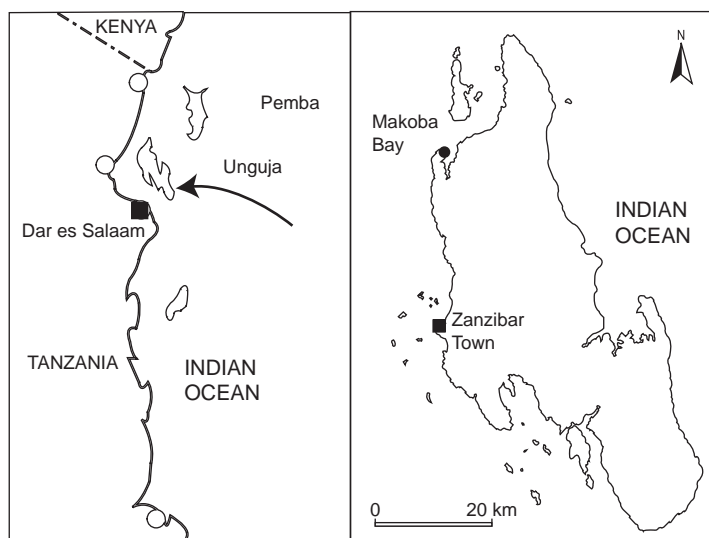 KENYA
Pemba
Unguja
Dar es Salaam
TANZANIA
INDIAN
OCEAN
N
Makoba
Bay
INDIAN
OCEAN
Zanzibar
Town
0
20 km